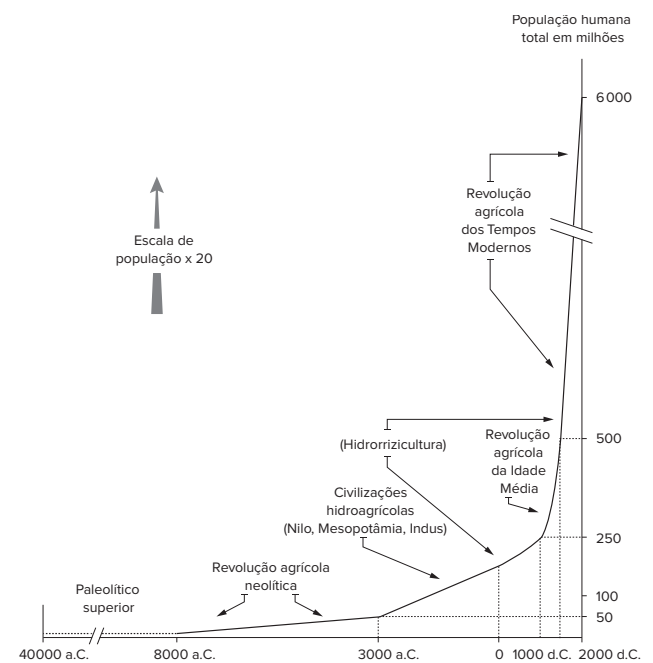 População humana
total em milhões
6 000
Revolução
agrícola
dos Tempos
Modernos
Escala de
população x 20
500
(Hidrorrizicultura)
Revolução
agrícola
da Idade
Média
Civilizações
hidroagrícolas
(Nilo, Mesopotâmia, Indus)
250
Revolução agrícola
neolítica
Paleolítico
superior
100
50
40000 a.C. 8000 a.C. 3000 a.C. 0 1000 d.C. 2000 d.C.